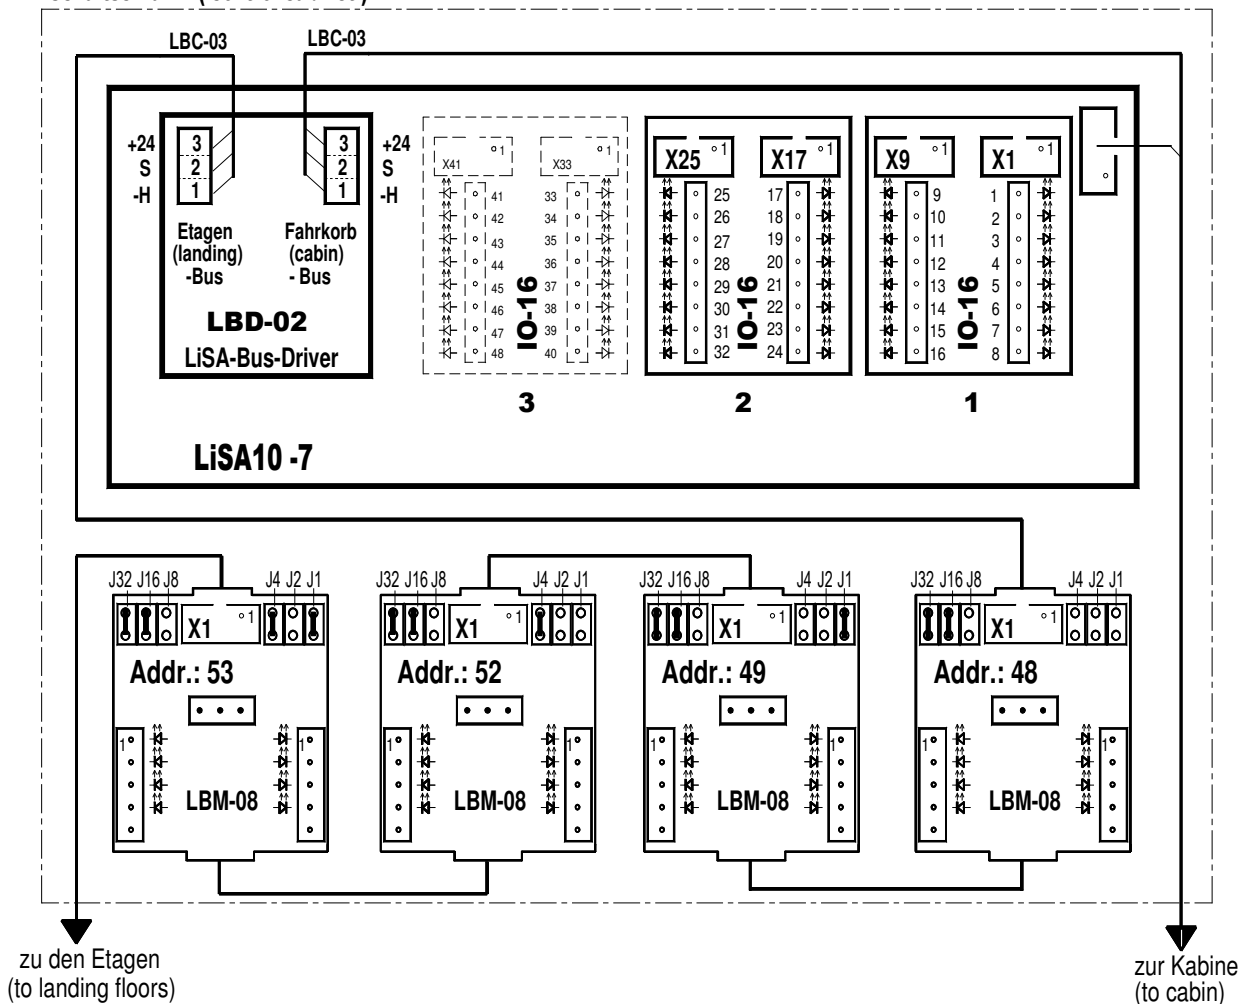 LBC-03
LBC-03
+24
S
-H
3
2
1
3
2
1
+24
S
-H
Etagen
(landing)
-Bus
Fahrkorb
(cabin)
- Bus
LBD-02
LiSA-Bus-Driver
X41 1
X33 1
41 33
42 34
43 35
44 36
45 37
46 38
47 39
48 40
IO-16
3
X25 1
X17 1
25 17
26 18
27 19
28 20
29 21
30 22
31 23
32 24
IO-16
2
X9 1
X1 1
9 1
10 2
11 3
12 4
13 5
14 6
15 7
16 8
IO-16
1
LiSA10 -7
J32 J16 J8 J4 J2 J1
X1 1
Addr.: 53
1 1
LBM-08
J32 J16 J8 J4 J2 J1
X1 1
Addr.: 52
1 1
LBM-08
J32 J16 J8 J4 J2 J1
X1 1
Addr.: 49
1 1
LBM-08
J32 J16 J8 J4 J2 J1
X1 1
Addr.: 48
1 1
LBM-08
zu den Etagen
(to landing floors)
zur Kabine
(to cabin)